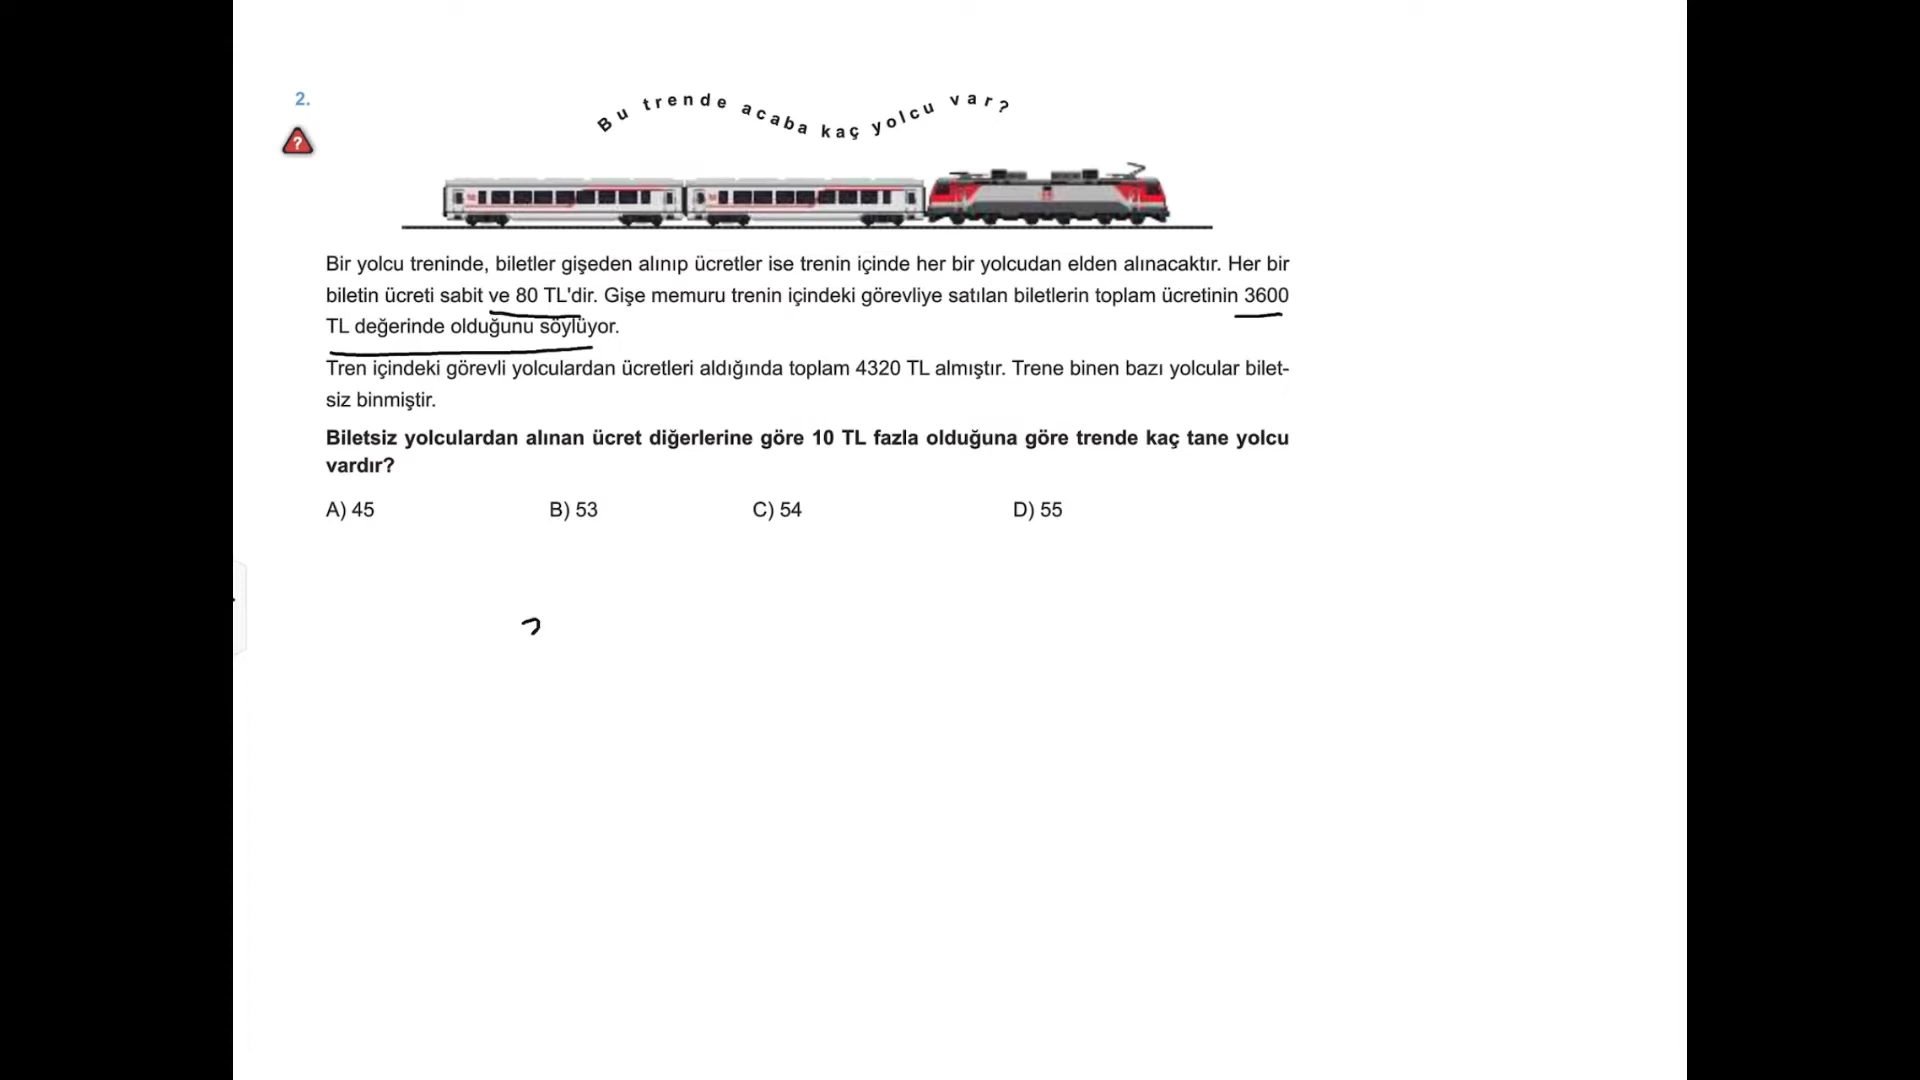 2.
Bu trende acaba kaç yolcu var?
?
Bir yolcu treninde, biletler gişeden alınıp ücretler ise trenin içinde her bir yolcudan elden alınacaktır. Her bir
biletin ücreti sabit ve 80 TL'dir. Gişe memuru trenin içindeki görevliye satılan biletlerin toplam ücretinin 3600
TL değerinde olduğunu söylüyor.
Tren içindeki görevli yolculardan ücretleri aldığında toplam 4320 TL almıştır. Trene binen bazı yolcular bilet-
siz binmiştir.
Biletsiz yolculardan alınan ücret diğerlerine göre 10 TL fazla olduğuna göre trende kaç tane yolcu
vardır?
A) 45 B) 53 C) 54 D) 55